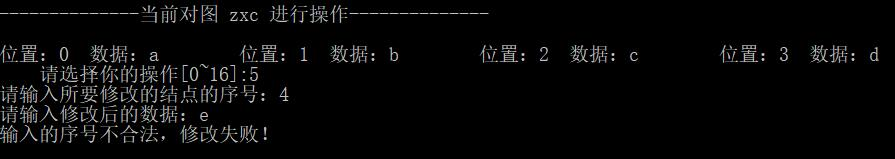 --------------当前对图 zxc 进行操作--------------
位置：0 数据：a 位置：1 数据：b 位置：2 数据：c 位置：3 数据：d
请选择你的操作[0~16]:5
请输入所要修改的结点的序号：4
请输入修改后的数据：e
输入的序号不合法，修改失败！